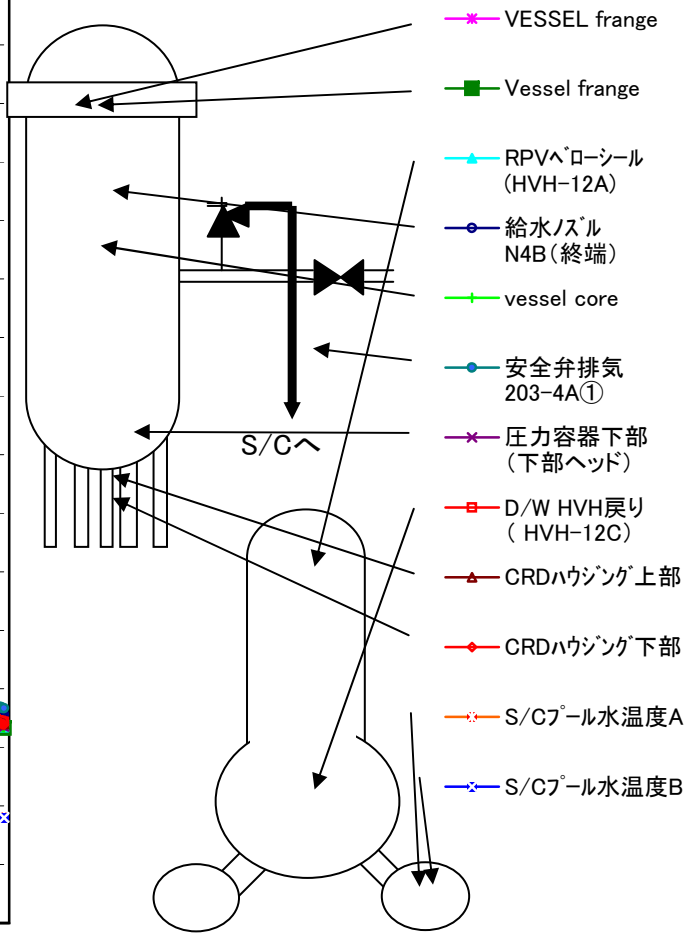 VESSEL frange
Vessel frange
RPVﾍﾞﾛｰｼｰﾙ
(HVH-12A)
給水ﾉｽﾞﾙ
N4B(終端)
vessel core
安全弁排気
203-4A①
S/Cへ
圧力容器下部
(下部ヘッド)
D/W HVH戻り
( HVH-12C)
CRDﾊｳｼﾞﾝｸﾞ上部
CRDﾊｳｼﾞﾝｸﾞ下部
S/Cﾌﾟｰﾙ水温度A
S/Cﾌﾟｰﾙ水温度B